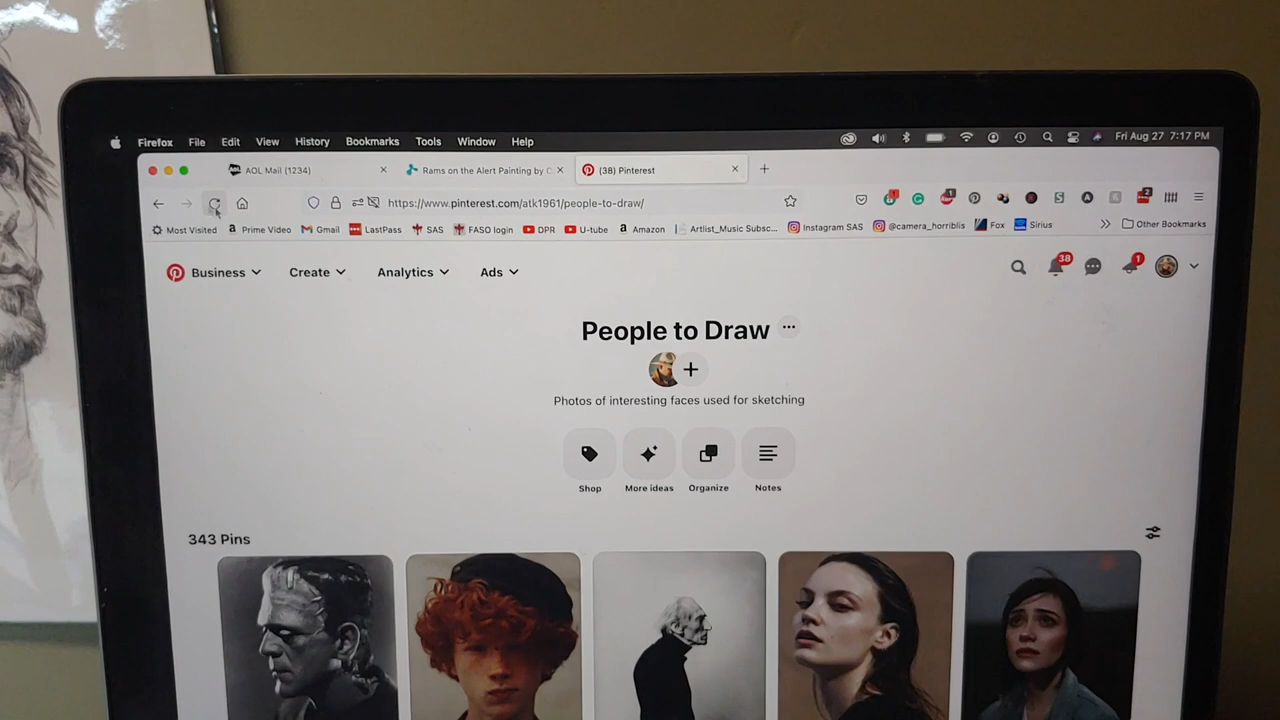 Firefox File Edit View History Bookmarks Tools Window Help Fri Aug 27 7:17 PM
AOL Mail (1234) Rams on the Alert Painting by (38) Pinterest
https://www.pinterest.com/atk1961/people-to-draw/
Most Visited Prime Video Gmail LastPass SAS FASO login DPR U-tube Amazon Artlist_Music Subsc... Instagram SAS @camera_horriblis Fox Sirius Other Bookmarks
Business Create Analytics Ads 38 1
People to Draw
Photos of interesting faces used for sketching
Shop More ideas Organize Notes
343 Pins